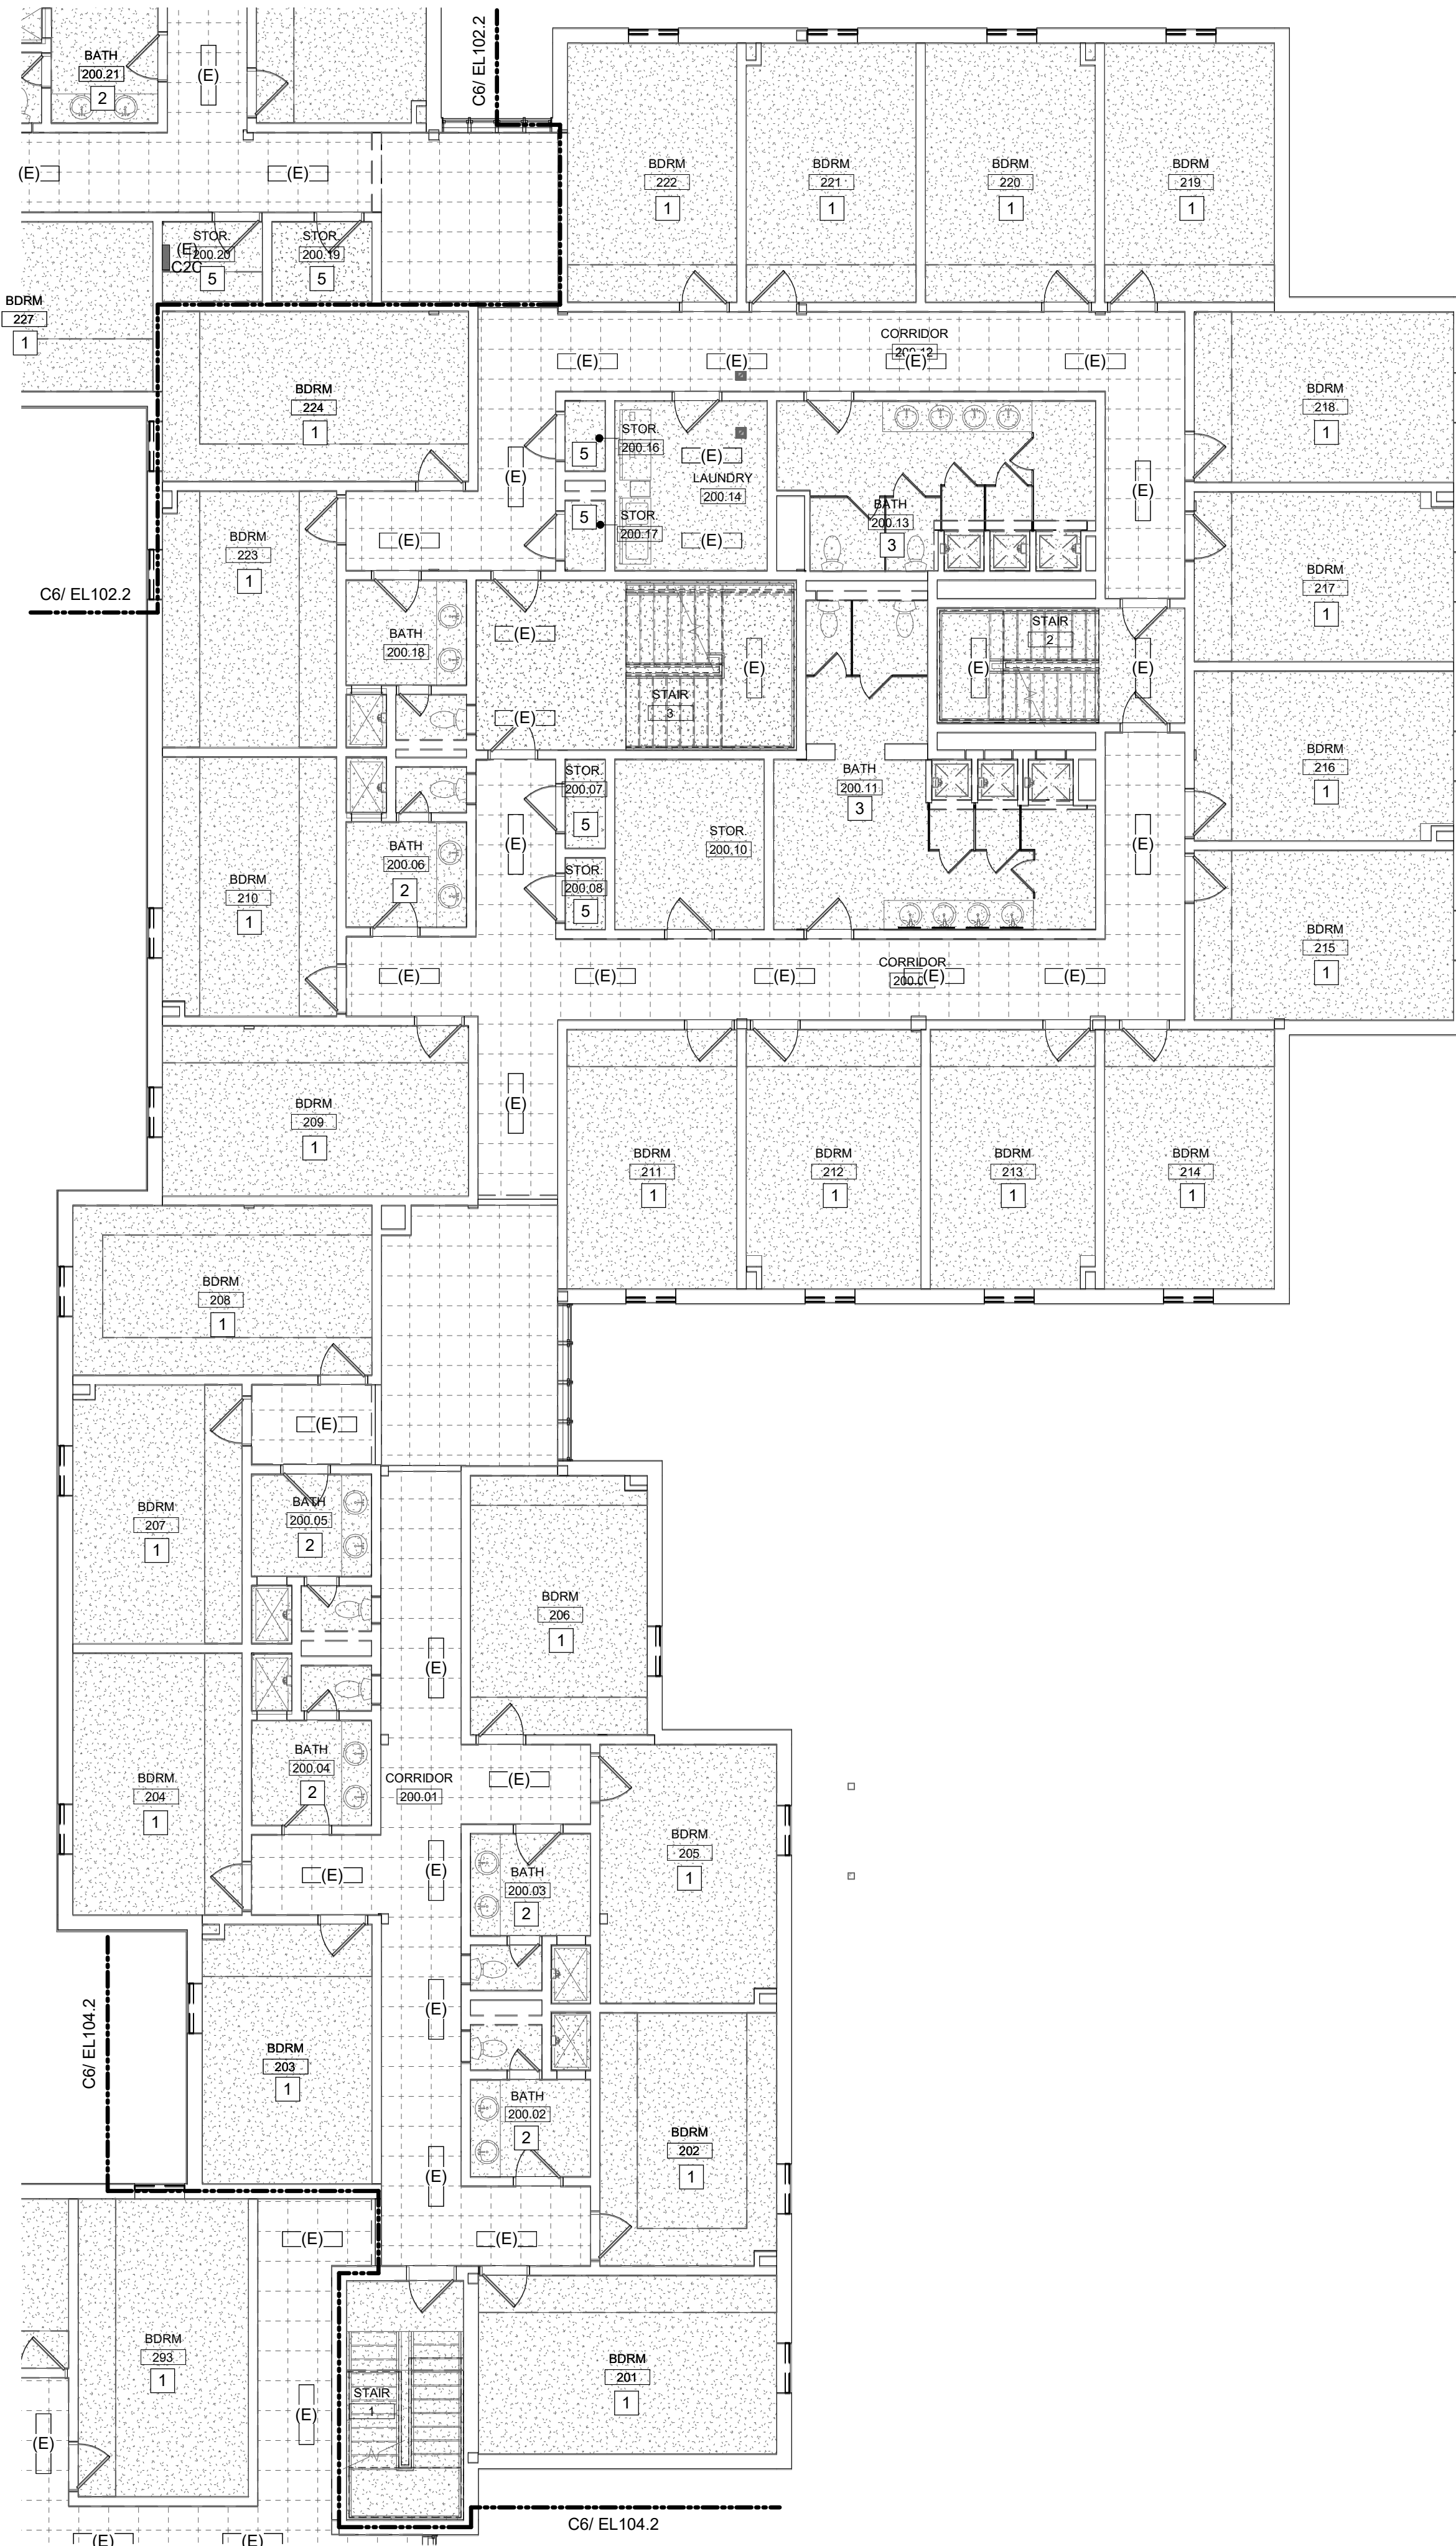 C6/ EL102.2
BATH
200.21
2
(E)
(E)
(E)
STOR.
200.20
(E)
C2C
5
STOR.
200.19
5
BDRM
227
1
BDRM
222
1
BDRM
221
1
BDRM
220
1
BDRM
219
1
CORRIDOR
(E)
(E)
(E)
(E)
BDRM
224
1
BDRM
218
1
STOR.
200.16
5
(E)
(E)
LAUNDRY
200.14
(E)
STOR.
200.17
5
(E)
BATH
200.13
3
(E)
BDRM
223
1
(E)
BDRM
217
1
C6/ EL102.2
BATH
200.18
(E)
STAIR
3
(E)
(E)
STAIR
2
(E)
(E)
BDRM
216
1
STOR.
200.07
5
BATH
200.11
3
STOR.
200.10
(E)
(E)
BATH
200.06
2
BDRM
210
1
STOR.
200.08
5
BDRM
215
1
CORRIDOR
(E)
(E)
(E)
(E)
(E)
BDRM
209
1
(E)
BDRM
211
1
BDRM
212
1
BDRM
213
1
BDRM
214
1
BDRM
208
1
(E)
BDRM
207
1
BATH
200.05
2
BDRM
206
1
(E)
BATH
200.04
2
BDRM
204
1
CORRIDOR
200.01
(E)
BDRM
205
1
(E)
(E)
BATH
200.03
2
C6/ EL104.2
BDRM
203
1
(E)
BATH
200.02
2
BDRM
202
1
(E)
(E)
(E)
BDRM
293
1
BDRM
201
1
STAIR
1
(E)
(E)
C6/ EL104.2
(E)
(E)